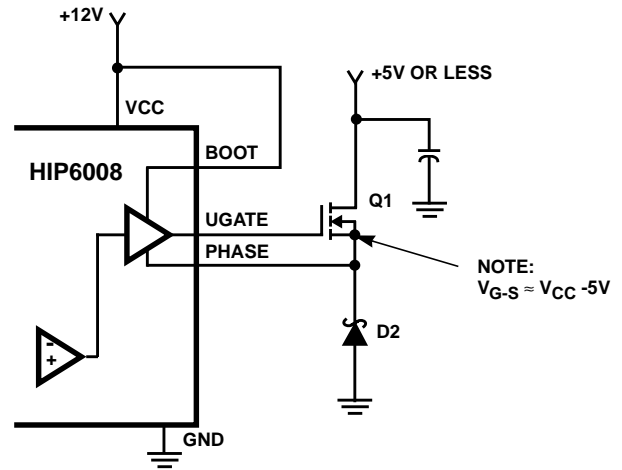 +12V
+5V OR LESS
VCC
BOOT
HIP6008
Q1
UGATE
PHASE
NOTE:
VG-S ≈ VCC -5V
D2
-
+
GND